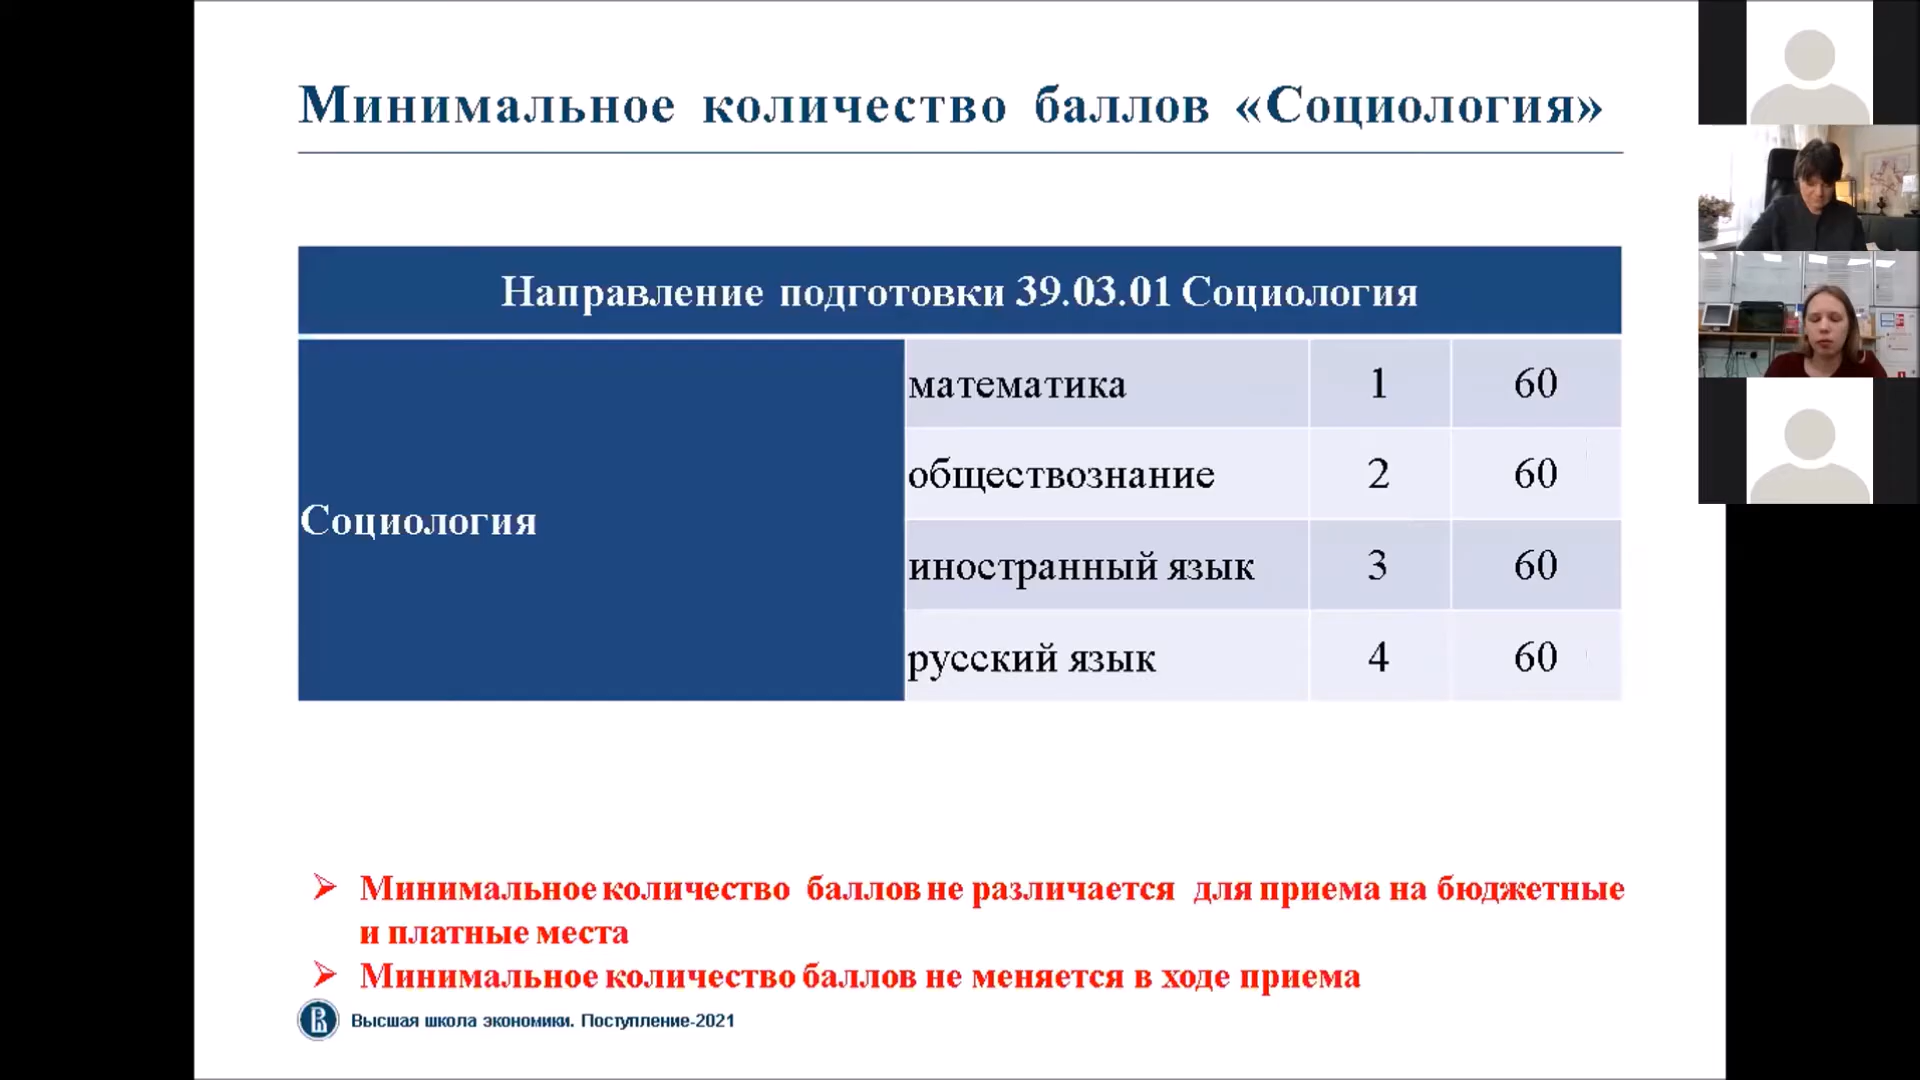 Минимальное количество баллов «Социология»
Направление подготовки 39.03.01 Социология
Социология
математика 1 60
обществознание 2 60
иностранный язык 3 60
русский язык 4 60
Минимальное количество баллов не различается для приема на бюджетные
и платные места
Минимальное количество баллов не меняется в ходе приема
Высшая школа экономики. Поступление-2021